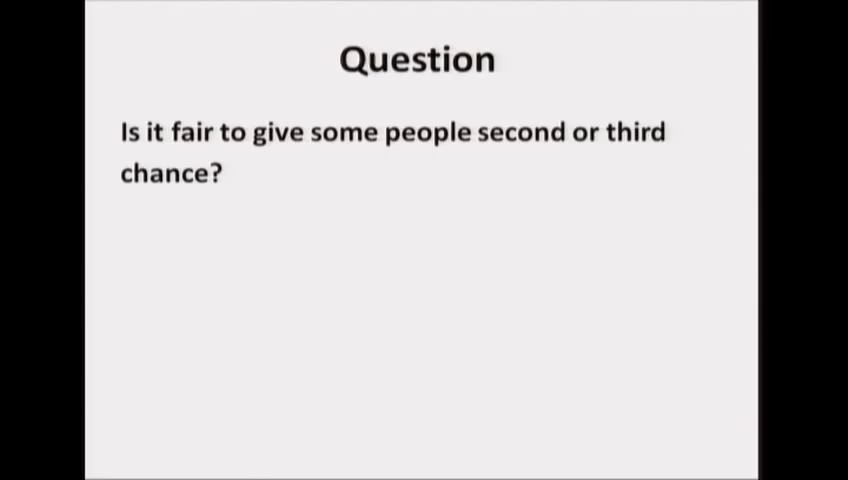 Question
Is it fair to give some people second or third
chance?